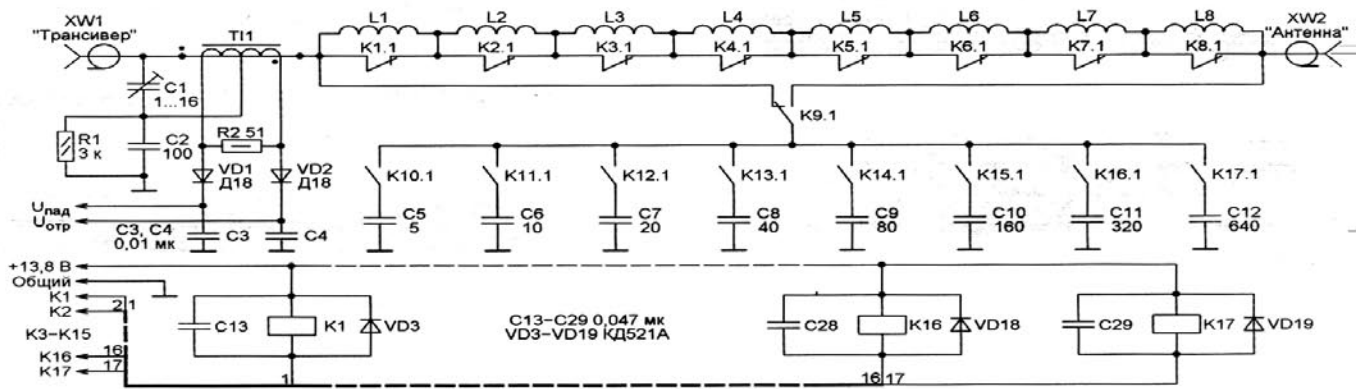 XW1
"Трансивер"
TI1
L1
L2
L3
L4
L5
L6
L7
L8
XW2
"Антенна"
K1.1
K2.1
K3.1
K4.1
K5.1
K6.1
K7.1
K8.1
C1
1...16
K9.1
R1
3 к
C2
100
R2 51
VD1
Д18
VD2
Д18
K10.1
K11.1
K12.1
K13.1
K14.1
K15.1
K16.1
K17.1
C5
5
C6
10
C7
20
C8
40
C9
80
C10
160
C11
320
C12
640
Uпад
Uотр
C3, C4
0,01 мк
C3
C4
+13,8 В
Общий
K1
K2
2
1
K3–K15
K16
16
K17
17
C13
K1
VD3
C13–C29 0,047 мк
VD3–VD19 КД521А
C28
K16
VD18
C29
K17
VD19
1
16
17